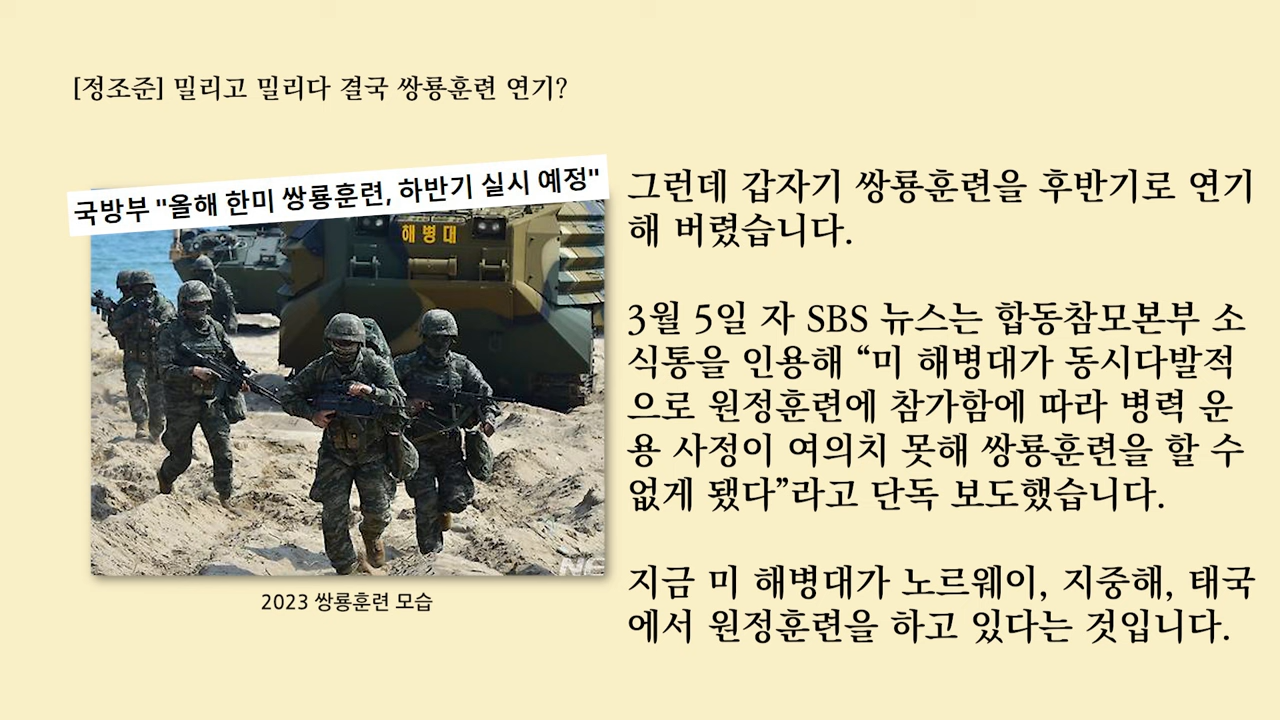 [정조준] 밀리고 밀리다 결국 쌍룡훈련 연기?
국방부 "올해 한미 쌍룡훈련, 하반기 실시 예정"
해병대
2023 쌍룡훈련 모습
그런데 갑자기 쌍룡훈련을 후반기로 연기
해 버렸습니다.
3월 5일 자 SBS 뉴스는 합동참모본부 소
식통을 인용해 “미 해병대가 동시다발적
으로 원정훈련에 참가함에 따라 병력 운
용 사정이 여의치 못해 쌍룡훈련을 할 수
없게 됐다”라고 단독 보도했습니다.
지금 미 해병대가 노르웨이, 지중해, 태국
에서 원정훈련을 하고 있다는 것입니다.